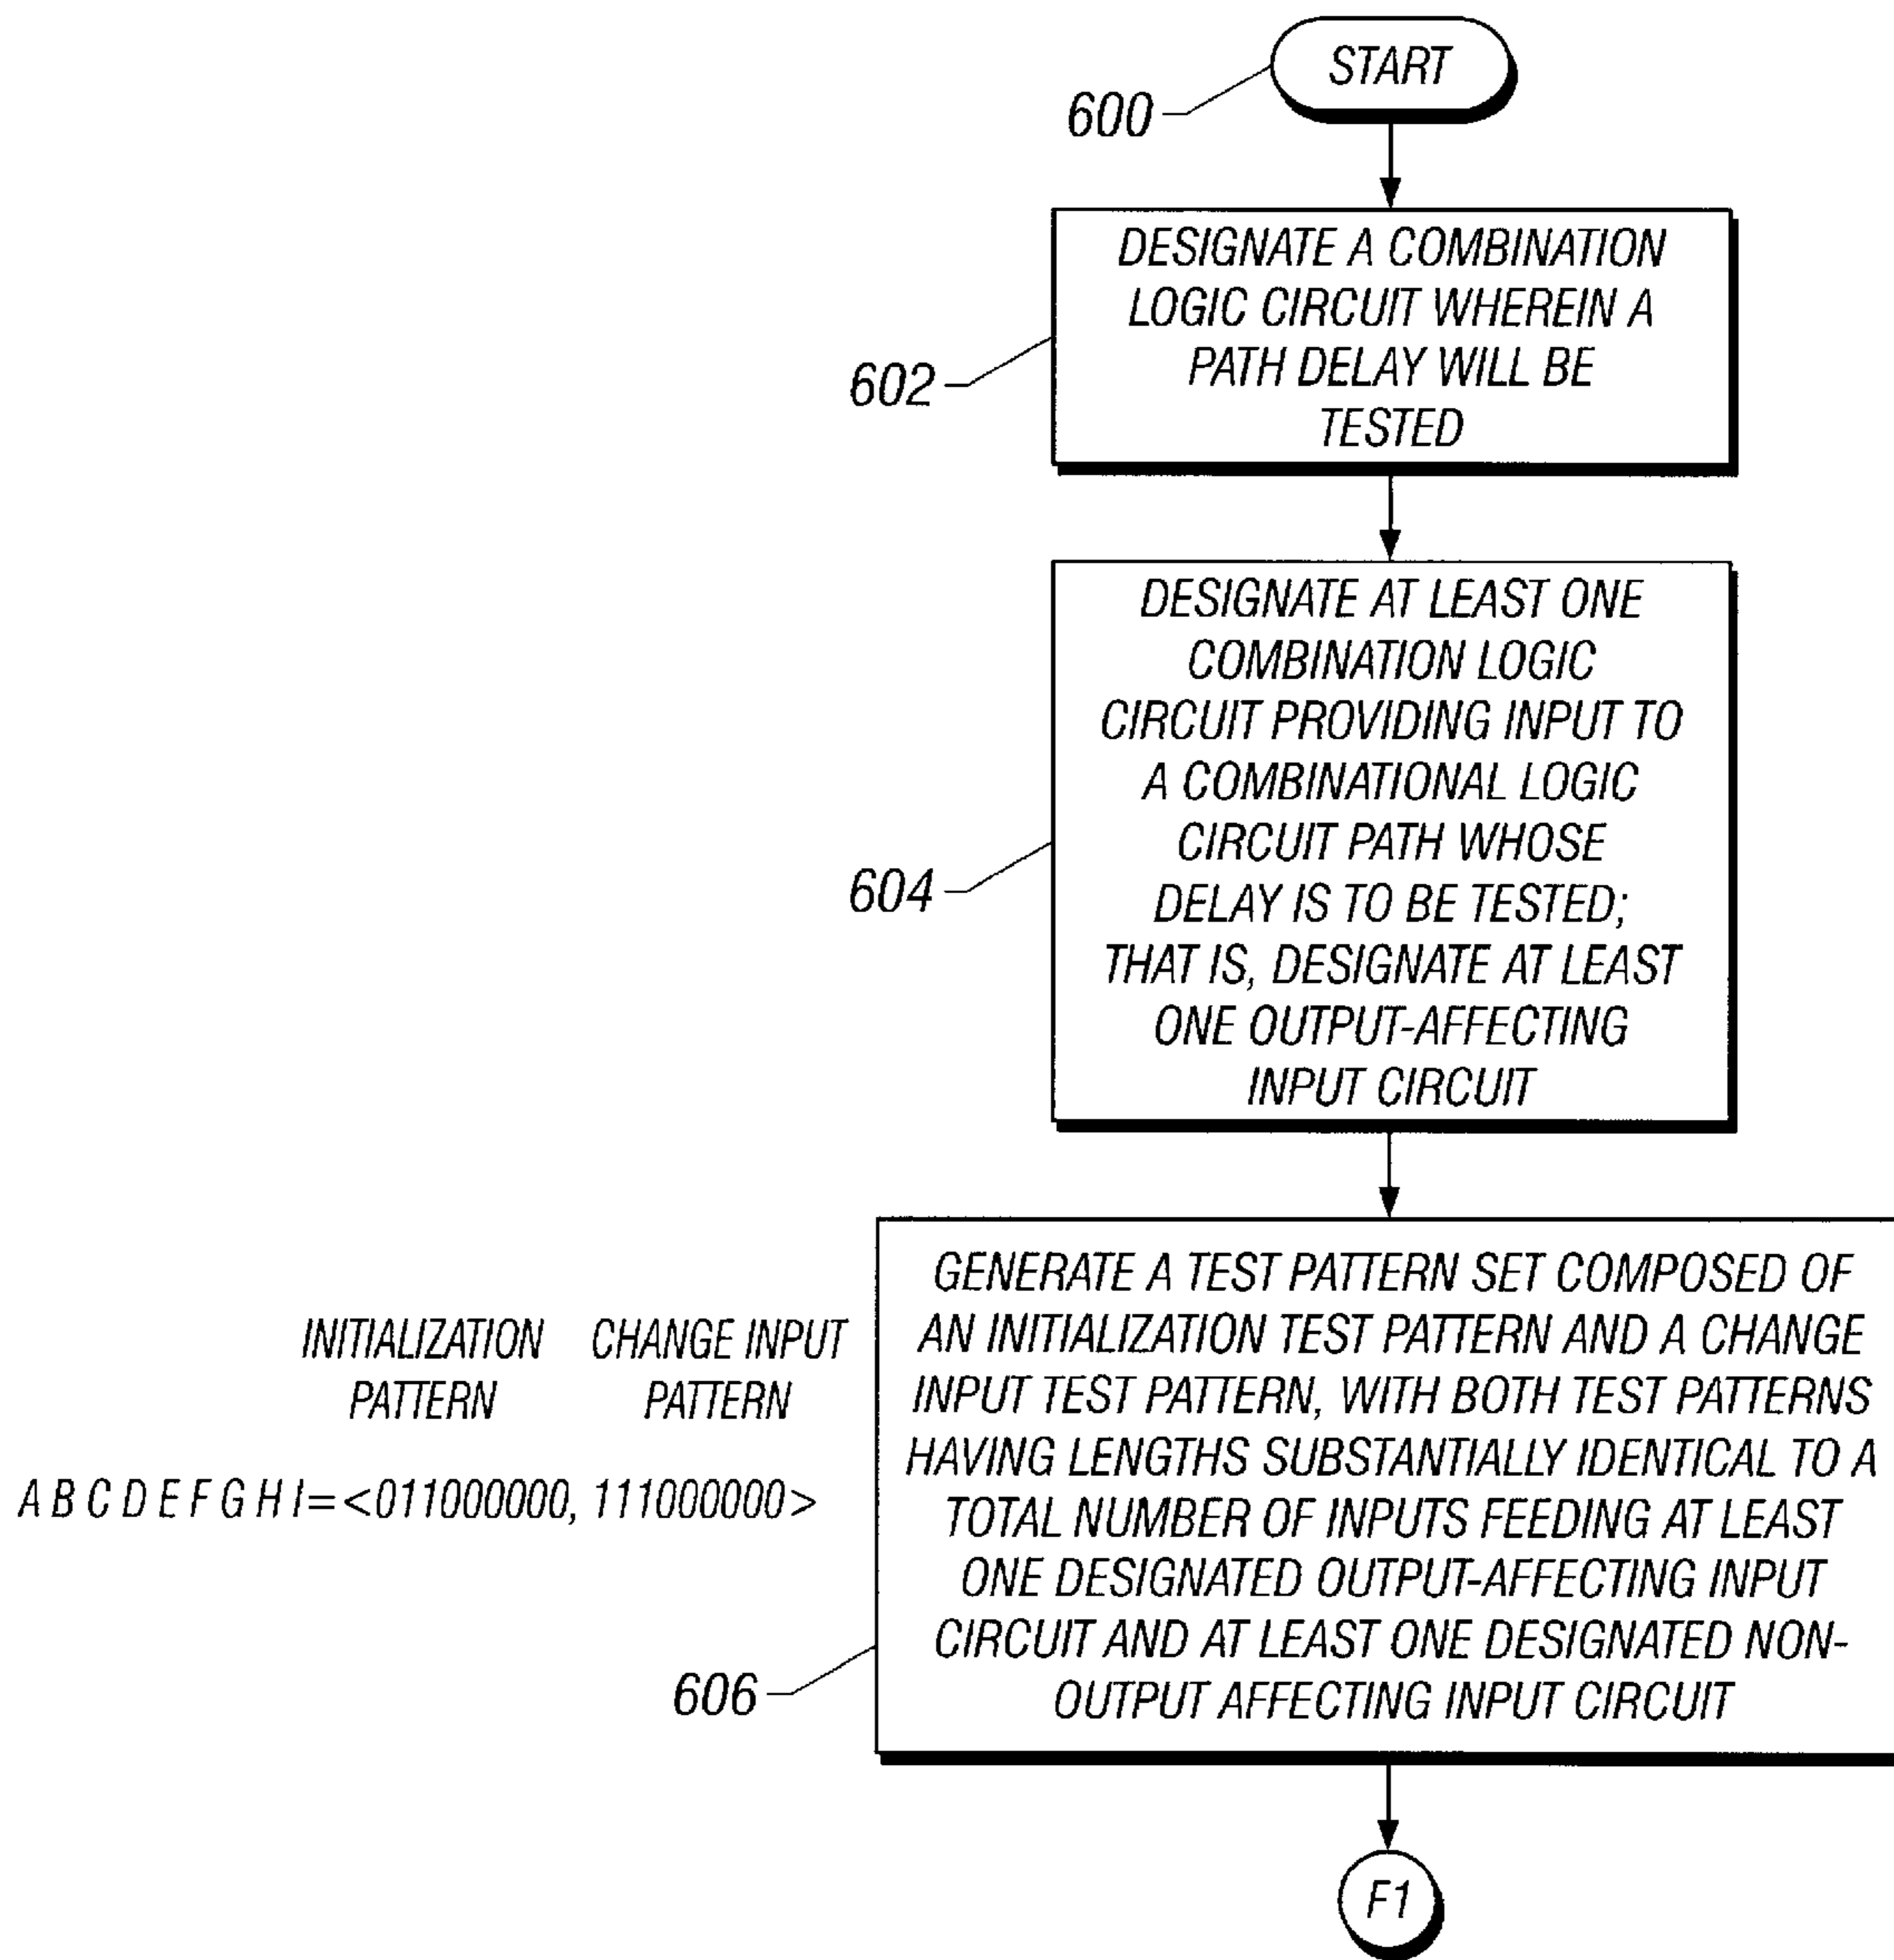 START
600
DESIGNATE A COMBINATION
LOGIC CIRCUIT WHEREIN A
PATH DELAY WILL BE
TESTED
602
DESIGNATE AT LEAST ONE
COMBINATION LOGIC
CIRCUIT PROVIDING INPUT TO
A COMBINATIONAL LOGIC
CIRCUIT PATH WHOSE
DELAY IS TO BE TESTED;
THAT IS, DESIGNATE AT LEAST
ONE OUTPUT-AFFECTING
INPUT CIRCUIT
604
INITIALIZATION
PATTERN
CHANGE INPUT
PATTERN
A B C D E F G H I = <011000000, 111000000>
GENERATE A TEST PATTERN SET COMPOSED OF
AN INITIALIZATION TEST PATTERN AND A CHANGE
INPUT TEST PATTERN, WITH BOTH TEST PATTERNS
HAVING LENGTHS SUBSTANTIALLY IDENTICAL TO A
TOTAL NUMBER OF INPUTS FEEDING AT LEAST
ONE DESIGNATED OUTPUT-AFFECTING INPUT
CIRCUIT AND AT LEAST ONE DESIGNATED NON-
OUTPUT AFFECTING INPUT CIRCUIT
606
F1